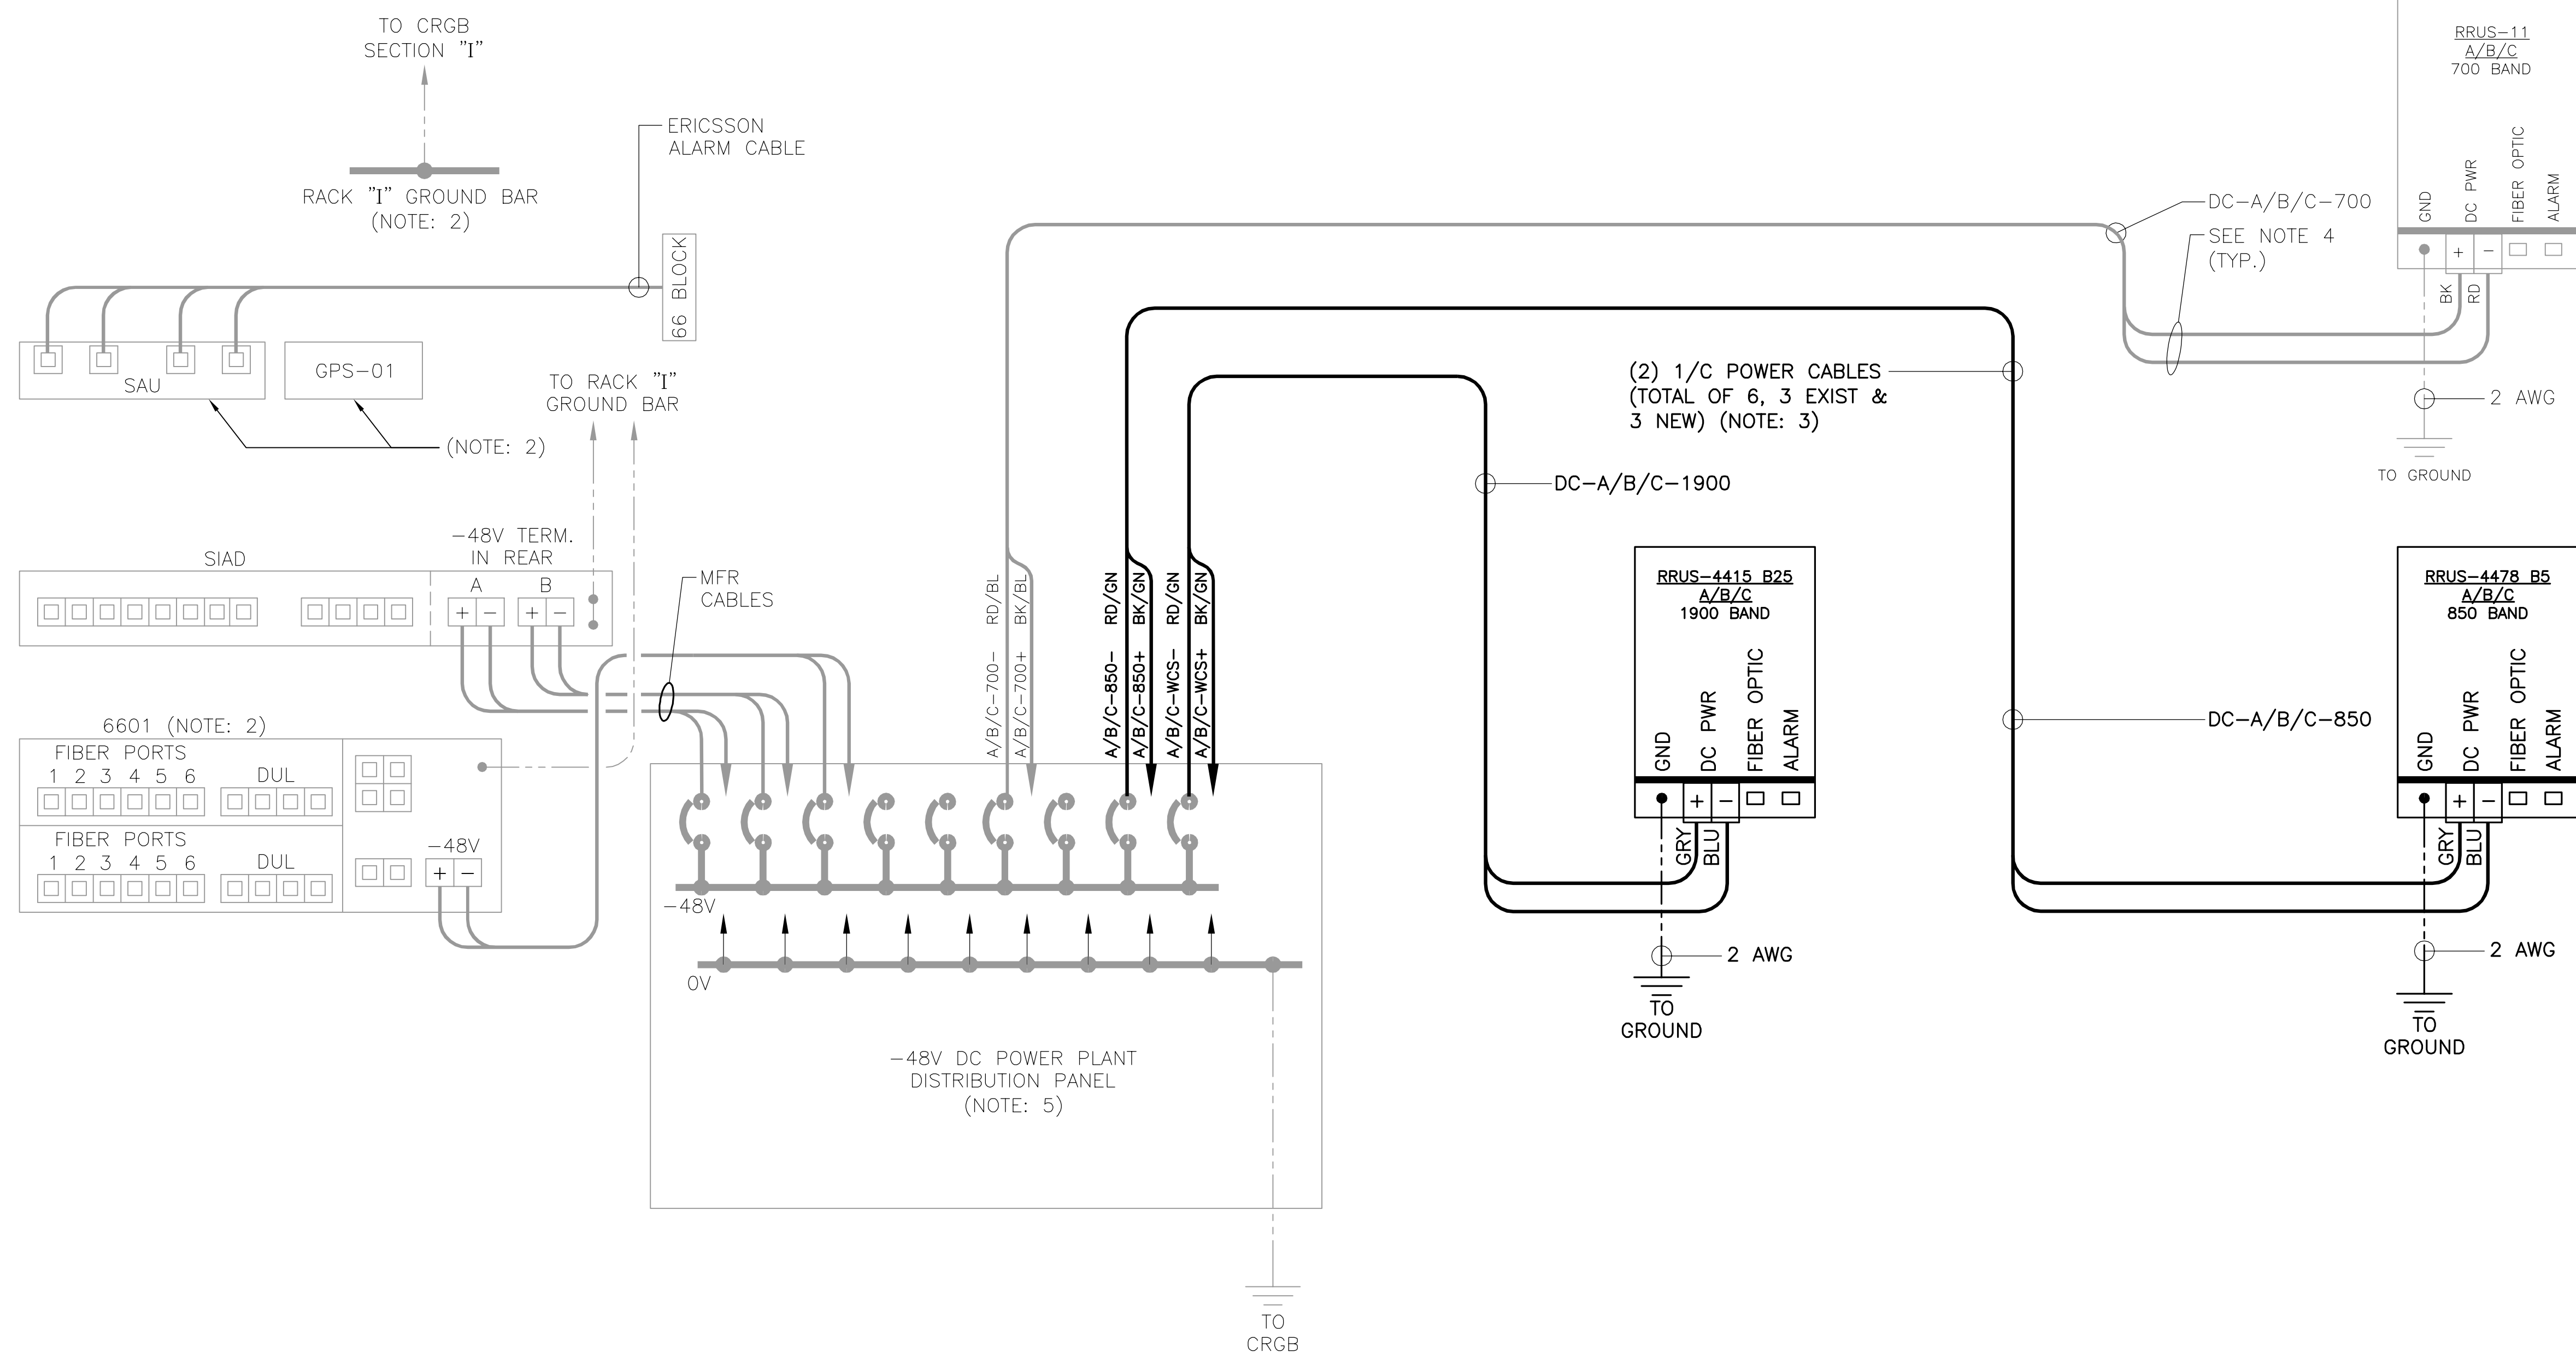 TO CRGB
SECTION "I"
RACK "I" GROUND BAR
(NOTE: 2)
ERICSSON
ALARM CABLE
66 BLOCK
SAU
GPS-01
(NOTE: 2)
TO RACK "I"
GROUND BAR
SIAD
-48V TERM.
IN REAR
A
B
+ -
+ -
MFR
CABLES
6601 (NOTE: 2)
FIBER PORTS
1 2 3 4 5 6
DUL
FIBER PORTS
1 2 3 4 5 6
DUL
-48V
+ -
A/B/C-700- RD/BL
A/B/C-700+ BK/BL
A/B/C-850- RD/GN
A/B/C-850+ BK/GN
A/B/C-WCS- RD/GN
A/B/C-WCS+ BK/GN
-48V
0V
-48V DC POWER PLANT
DISTRIBUTION PANEL
(NOTE: 5)
TO
CRGB
(2) 1/C POWER CABLES
(TOTAL OF 6, 3 EXIST &
3 NEW) (NOTE: 3)
DC-A/B/C-1900
RRUS-4415 B25
A/B/C
1900 BAND
GND
DC PWR
FIBER OPTIC
ALARM
+ -
GRY
BLU
2 AWG
TO
GROUND
DC-A/B/C-700
SEE NOTE 4
(TYP.)
RRUS-11
A/B/C
700 BAND
GND
DC PWR
FIBER OPTIC
ALARM
+ -
BK
RD
2 AWG
TO GROUND
DC-A/B/C-850
RRUS-4478 B5
A/B/C
850 BAND
GND
DC PWR
FIBER OPTIC
ALARM
+ -
GRY
BLU
2 AWG
TO
GROUND